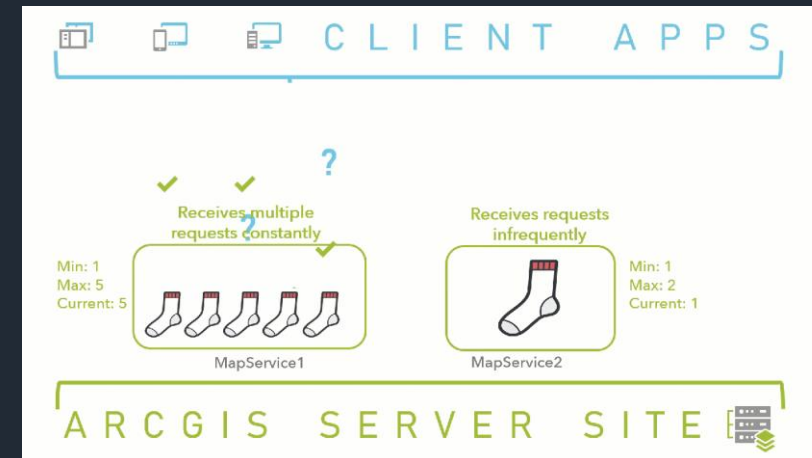 CLIENT APPS
?
Receives multiple
requests constantly
?
Min: 1
Max: 5
Current: 5
MapService1
Receives requests
infrequently
Min: 1
Max: 2
Current: 1
MapService2
ARCGIS SERVER SITE